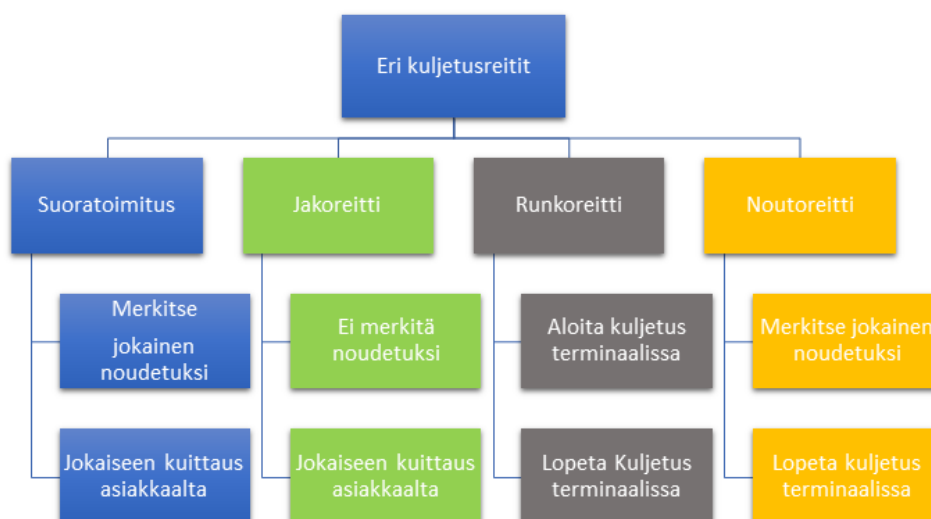 Eri kuljetusreitit
Suoratoimitus
Jakoreitti
Runkoreitti
Noutoreitti
Merkitse
jokainen
noudetuksi
Ei merkitä
noudetuksi
Aloita kuljetus
terminaalissa
Merkitse jokainen
noudetuksi
Jokaiseen kuittaus
asiakkaalta
Jokaiseen kuittaus
asiakkaalta
Lopeta Kuljetus
terminaalissa
Lopeta kuljetus
terminaalissa